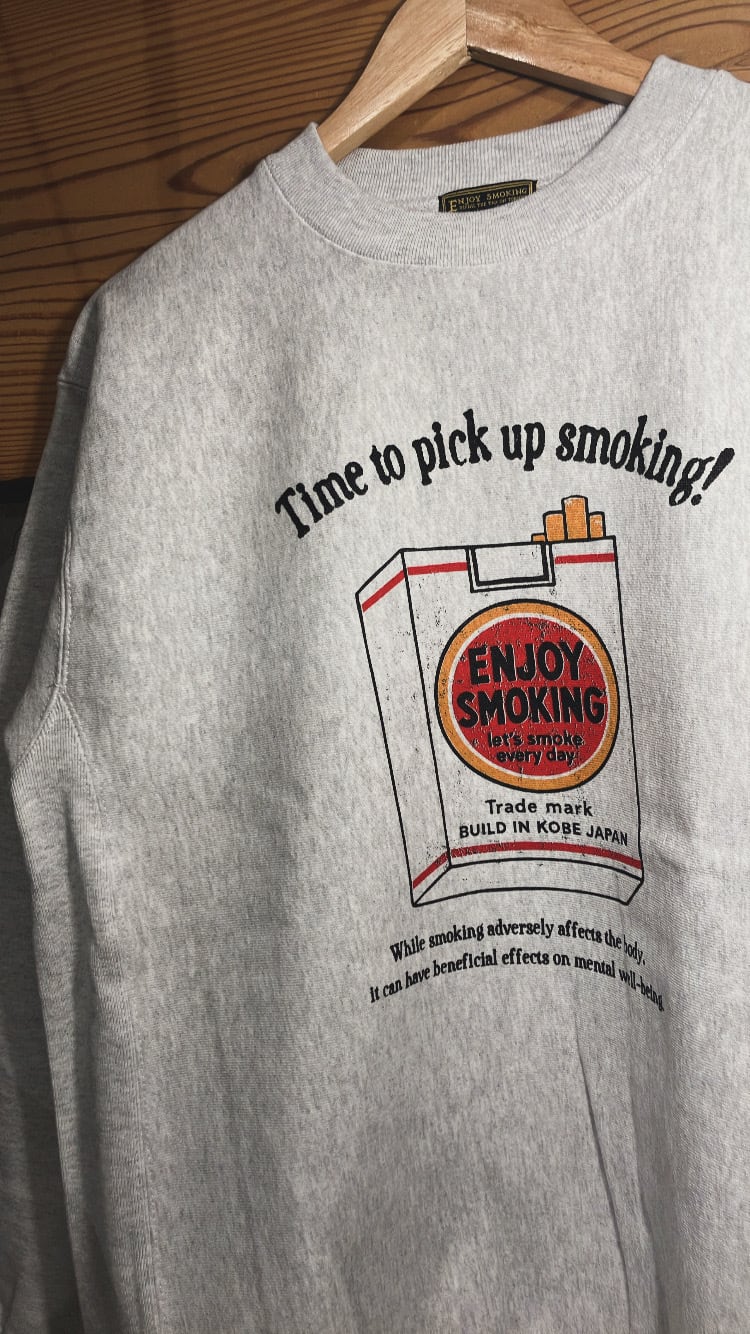 ENJOY SMOKING
Time to pick up smoking!
ENJOY
SMOKING
let's smoke
every day
Trade mark
BUILD IN KOBE JAPAN
While smoking adversely affects the body,
it can have beneficial effects on mental well-being